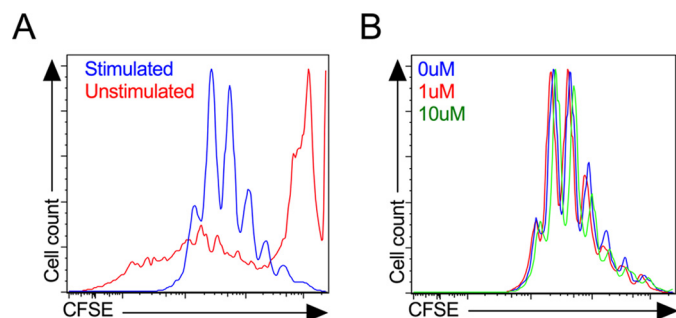 A
Stimulated
Unstimulated
Cell count
CFSE
B
0uM
1uM
10uM
Cell count
CFSE